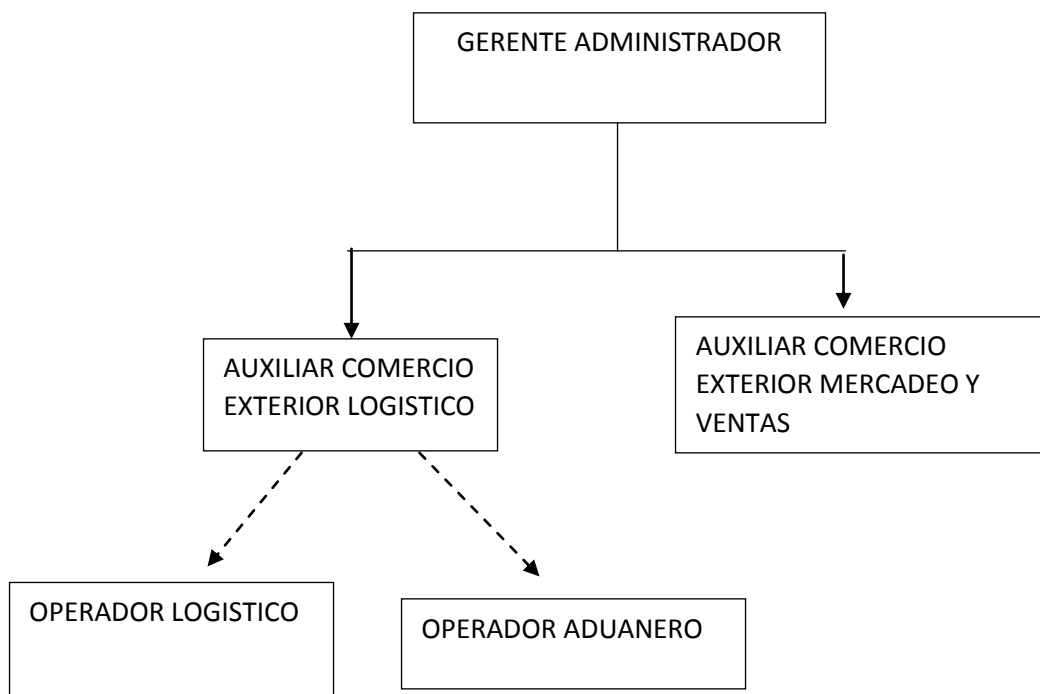 GERENTE ADMINISTRADOR
AUXILIAR COMERCIO
EXTERIOR LOGISTICO
AUXILIAR COMERCIO
EXTERIOR MERCADEO Y
VENTAS
OPERADOR LOGISTICO
OPERADOR ADUANERO